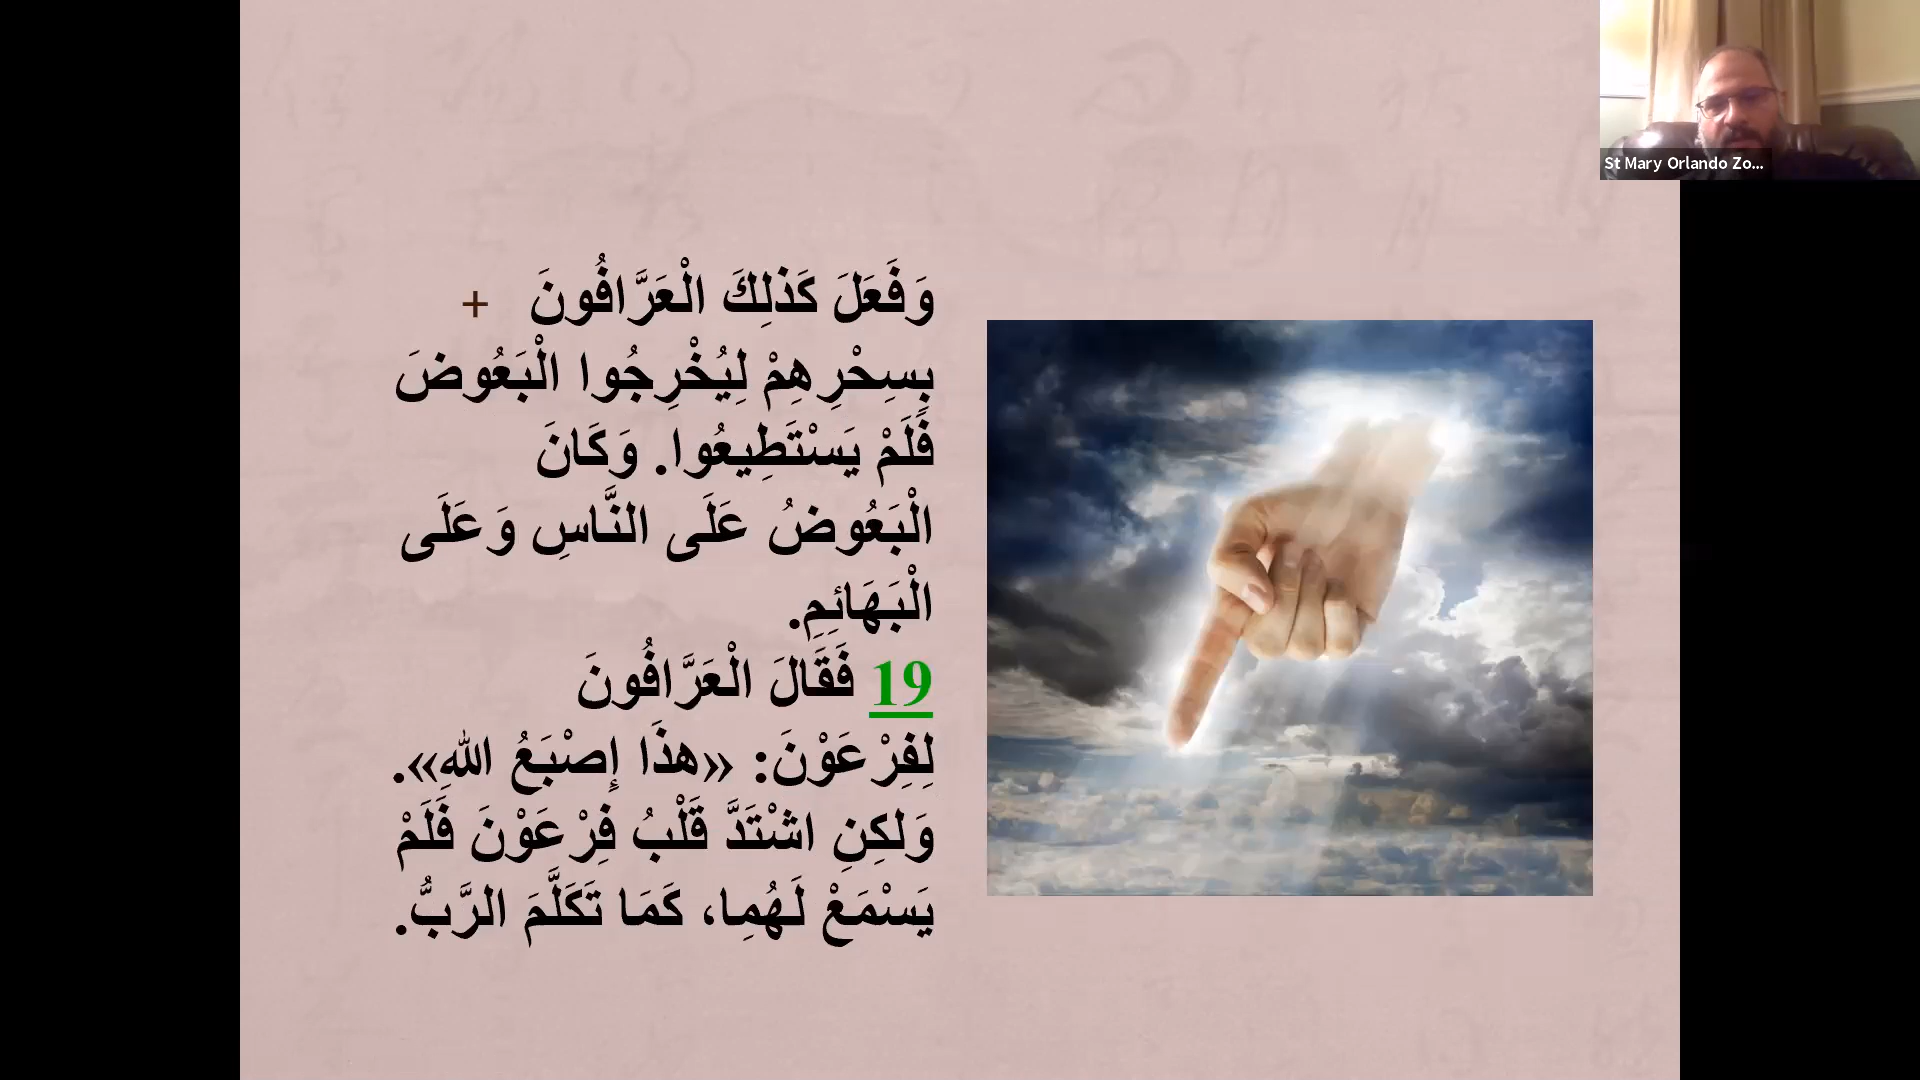 + وَفَعَلَ كَذلِكَ الْعَرَّافُونَ
بِسِحْرِهِمْ لِيُخْرِجُوا الْبَعُوضَ
فَلَمْ يَسْتَطِيعُوا. وَكَانَ
الْبَعُوضُ عَلَى النَّاسِ وَعَلَى
الْبَهَائِمِ.
19 فَقَالَ الْعَرَّافُونَ
لِفِرْعَوْنَ: «هذَا إِصْبَعُ اللهِ».
وَلكِنِ اشْتَدَّ قَلْبُ فِرْعَوْنَ فَلَمْ
يَسْمَعْ لَهُمِا، كَمَا تَكَلَّمَ الرَّبُّ.
St Mary Orlando Zo...